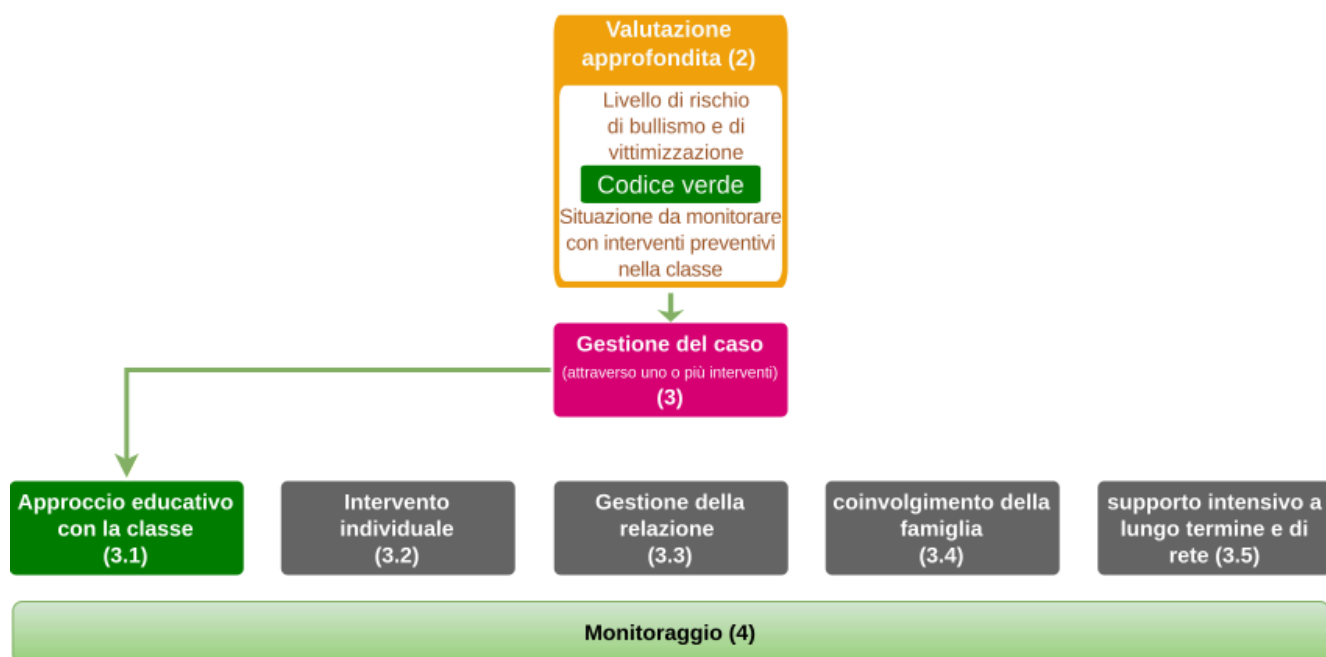 Valutazione
approfondita (2)
Livello di rischio
di bullismo e di
vittimizzazione
Codice verde
Situazione da monitorare
con interventi preventivi
nella classe
Gestione del caso
(attraverso uno o più interventi)
(3)
Approccio educativo
con la classe
(3.1)
Intervento
individuale
(3.2)
Gestione della
relazione
(3.3)
coinvolgimento della
famiglia
(3.4)
supporto intensivo a
lungo termine e di
rete (3.5)
Monitoraggio (4)